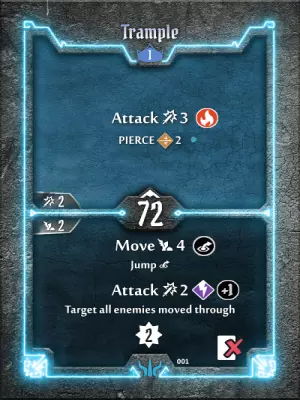 Trample
1
Attack 3
PIERCE 2
2
72
2
Move 4
Jump
Attack 2 +1
Target all enemies moved through
2
001